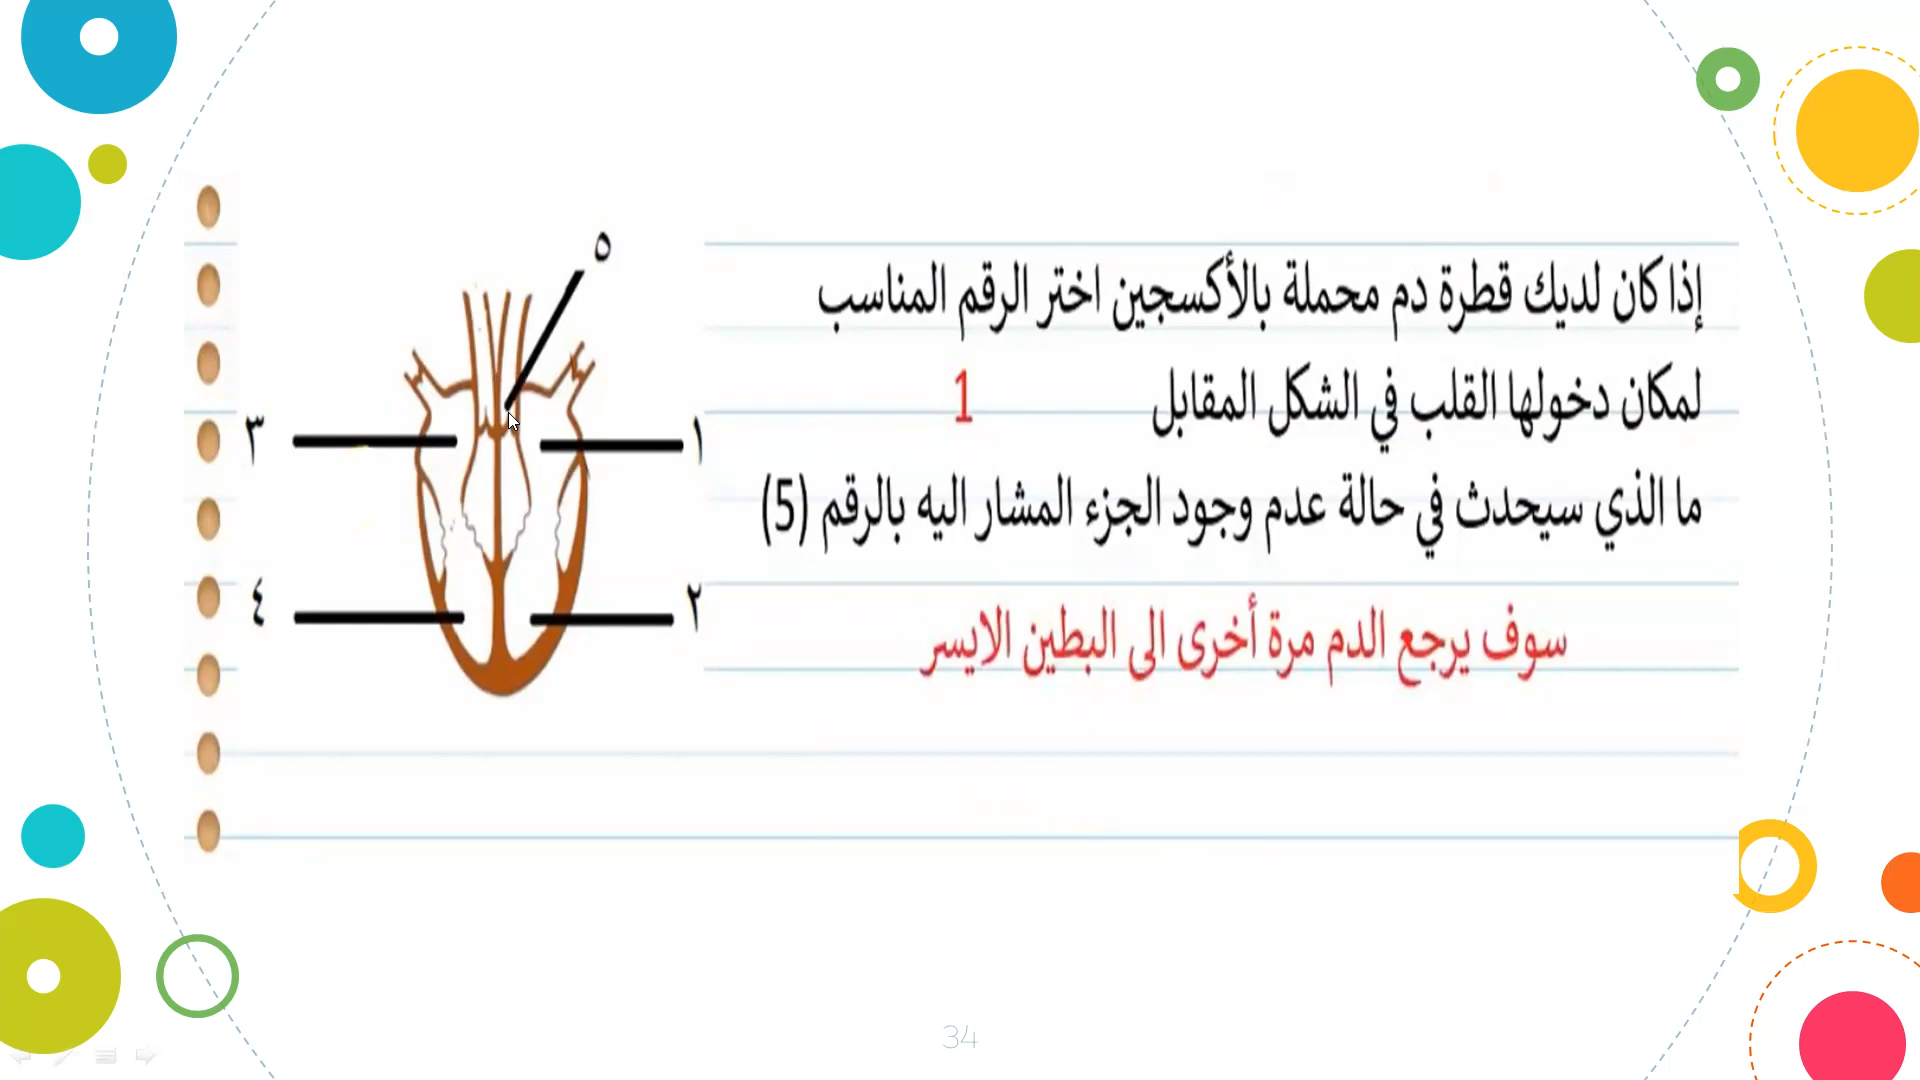 إذا كان لديك قطرة دم محملة بالأكسجين اختر الرقم المناسب
لمكان دخولها القلب في الشكل المقابل 1
ما الذي سيحدث في حالة عدم وجود الجزء المشار اليه بالرقم (5)
سوف يرجع الدم مرة أخرى الى البطين الايسر
٥
٣
١
٤
٢
34